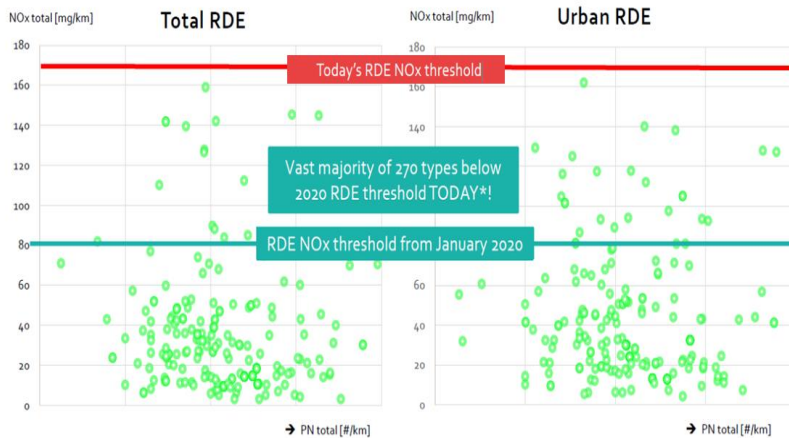 NOx total [mg/km]
Total RDE
NOx total [mg/km]
Urban RDE
180
160
140
120
100
80
60
40
20
0
180
160
140
120
100
80
60
40
20
0
Today's RDE NOx threshold
Vast majority of 270 types below
2020 RDE threshold TODAY*!
RDE NOx threshold from January 2020
→ PN total [#/km]
→ PN total [#/km]